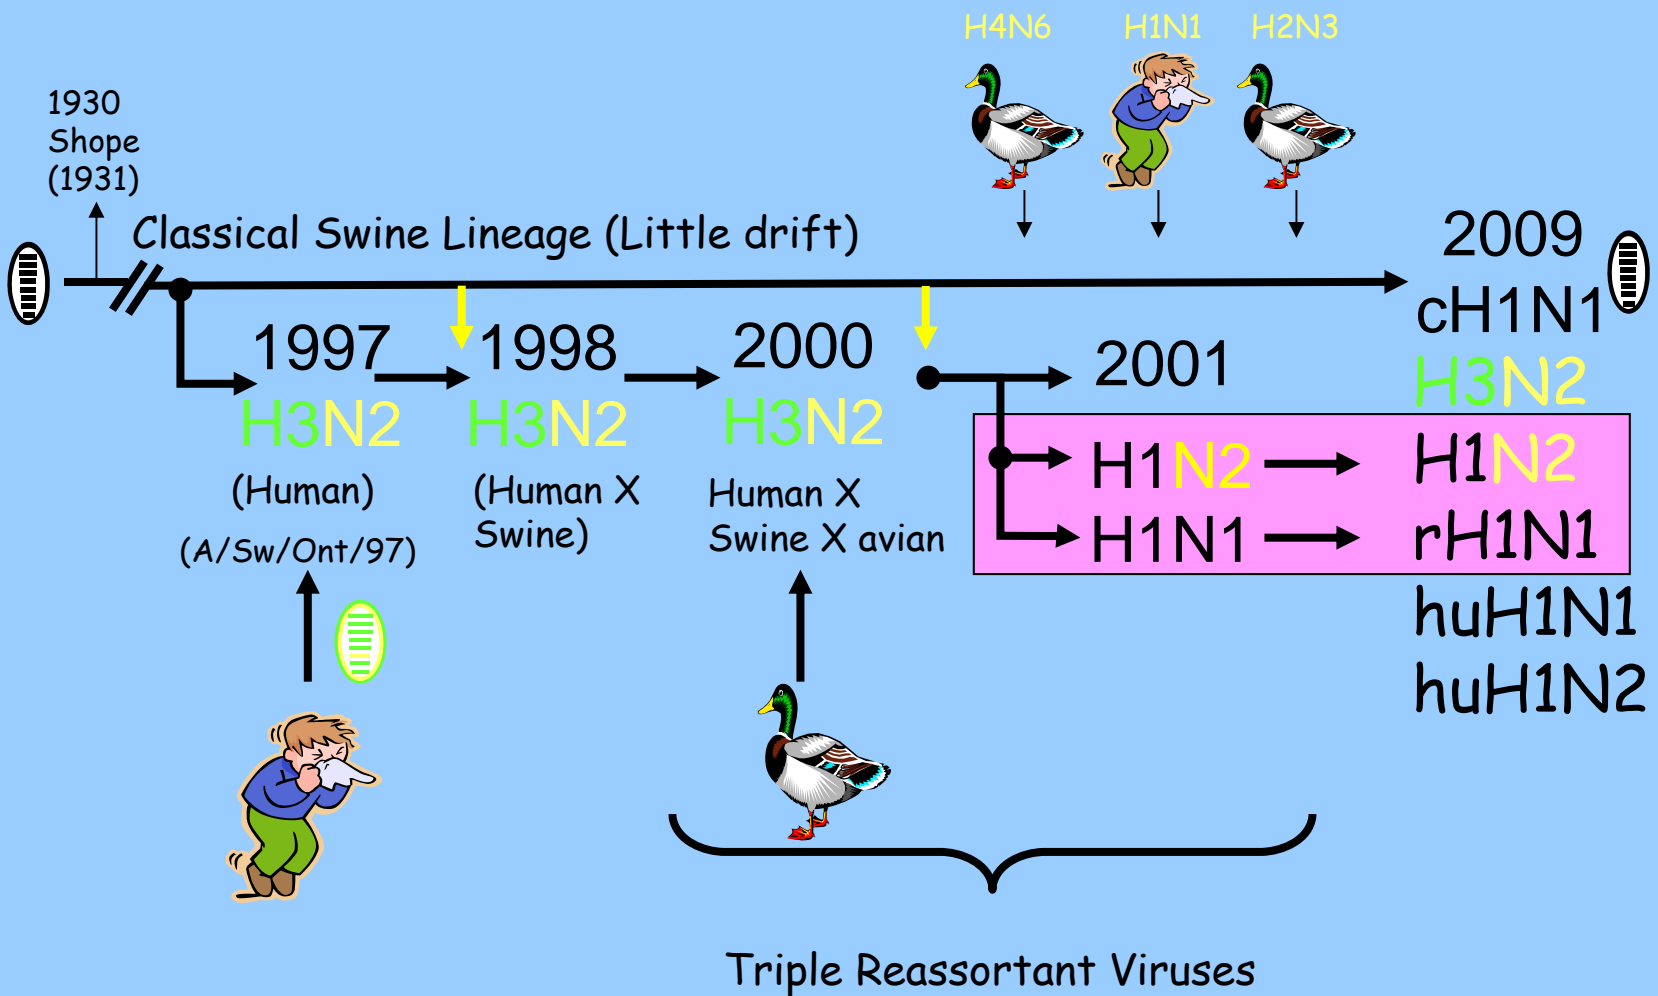 H4N6 H1N1 H2N3
1930
Shope
(1931)
Classical Swine Lineage (Little drift)
2009
cH1N1
H3N2
H1N2
rH1N1
huH1N1
huH1N2
1997
H3N2
(Human)
(A/Sw/Ont/97)
1998
H3N2
(Human X
Swine)
2000
H3N2
Human X
Swine X avian
2001
H1N2
H1N1
Triple Reassortant Viruses